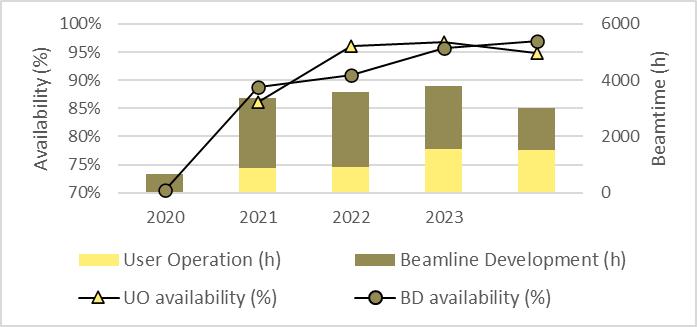 Availability (%)
100%
95%
90%
85%
80%
75%
70%
6000
4000
2000
0
Beamtime (h)
2020 2021 2022 2023
User Operation (h) Beamline Development (h)
UO availability (%) BD availability (%)